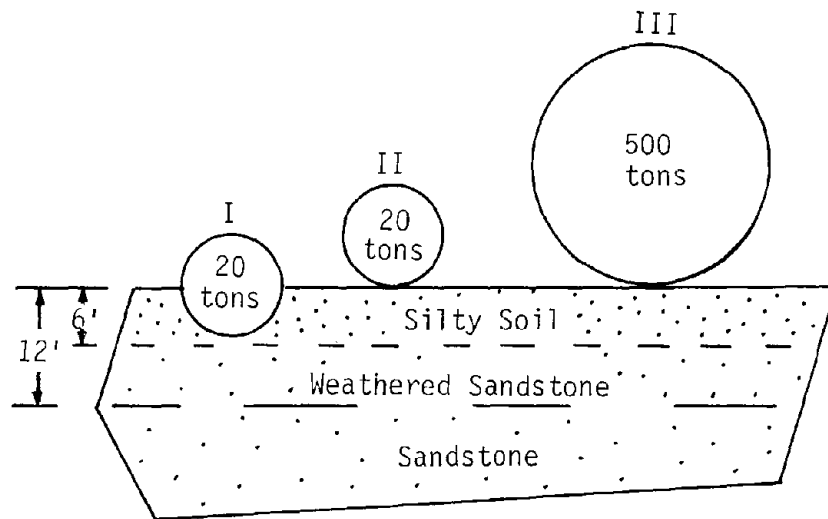 III
500
tons
II
20
tons
I
20
tons
6'
12'
Silty Soil
Weathered Sandstone
Sandstone